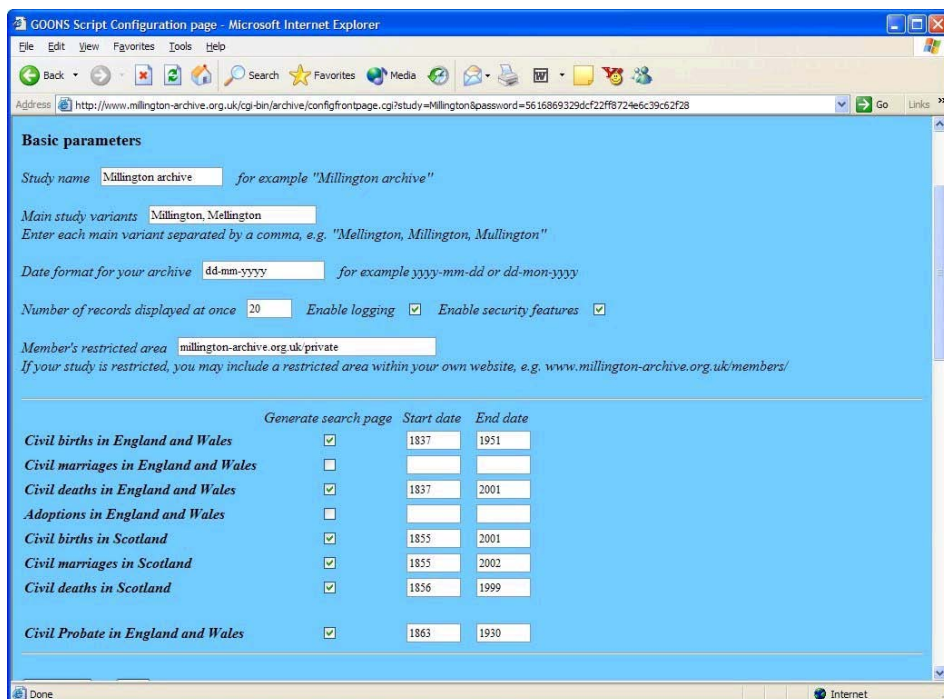 GOONS Script Configuration page - Microsoft Internet Explorer
File Edit View Favorites Tools Help
Back Search Favorites Media
Address http://www.millington-archive.org.uk/cgi-bin/archive/configfrontpage.cgi?study=Millington&password=5616869329dcf22ff8724e6c39c62f28 Go Links »
Basic parameters
Study name Millington archive for example "Millington archive"
Main study variants Millington, Mellington
Enter each main variant separated by a comma, e.g. "Mellington, Millington, Mullington"
Date format for your archive dd-mm-yyyy for example yyyy-mm-dd or dd-mon-yyyy
Number of records displayed at once 20 Enable logging Enable security features
Member's restricted area millington-archive.org.uk/private
If your study is restricted, you may include a restricted area within your own website, e.g. www.millington-archive.org.uk/members/
Generate search page Start date End date
Civil births in England and Wales 1837 1951
Civil marriages in England and Wales
Civil deaths in England and Wales 1837 2001
Adoptions in England and Wales
Civil births in Scotland 1855 2001
Civil marriages in Scotland 1855 2002
Civil deaths in Scotland 1856 1999
Civil Probate in England and Wales 1863 1930
Done Internet